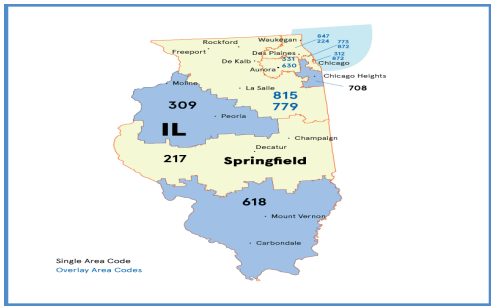 847
Waukegan
224
773
Rockford
872
Freeport
Des Plaines
312
De Kalb
331
872
Chicago
Aurora
630
Chicago Heights
Moline
La Salle
708
815
309
779
Peoria
IL
Champaign
Decatur
217
Springfield
618
Mount Vernon
Carbondale
Single Area Code
Overlay Area Codes